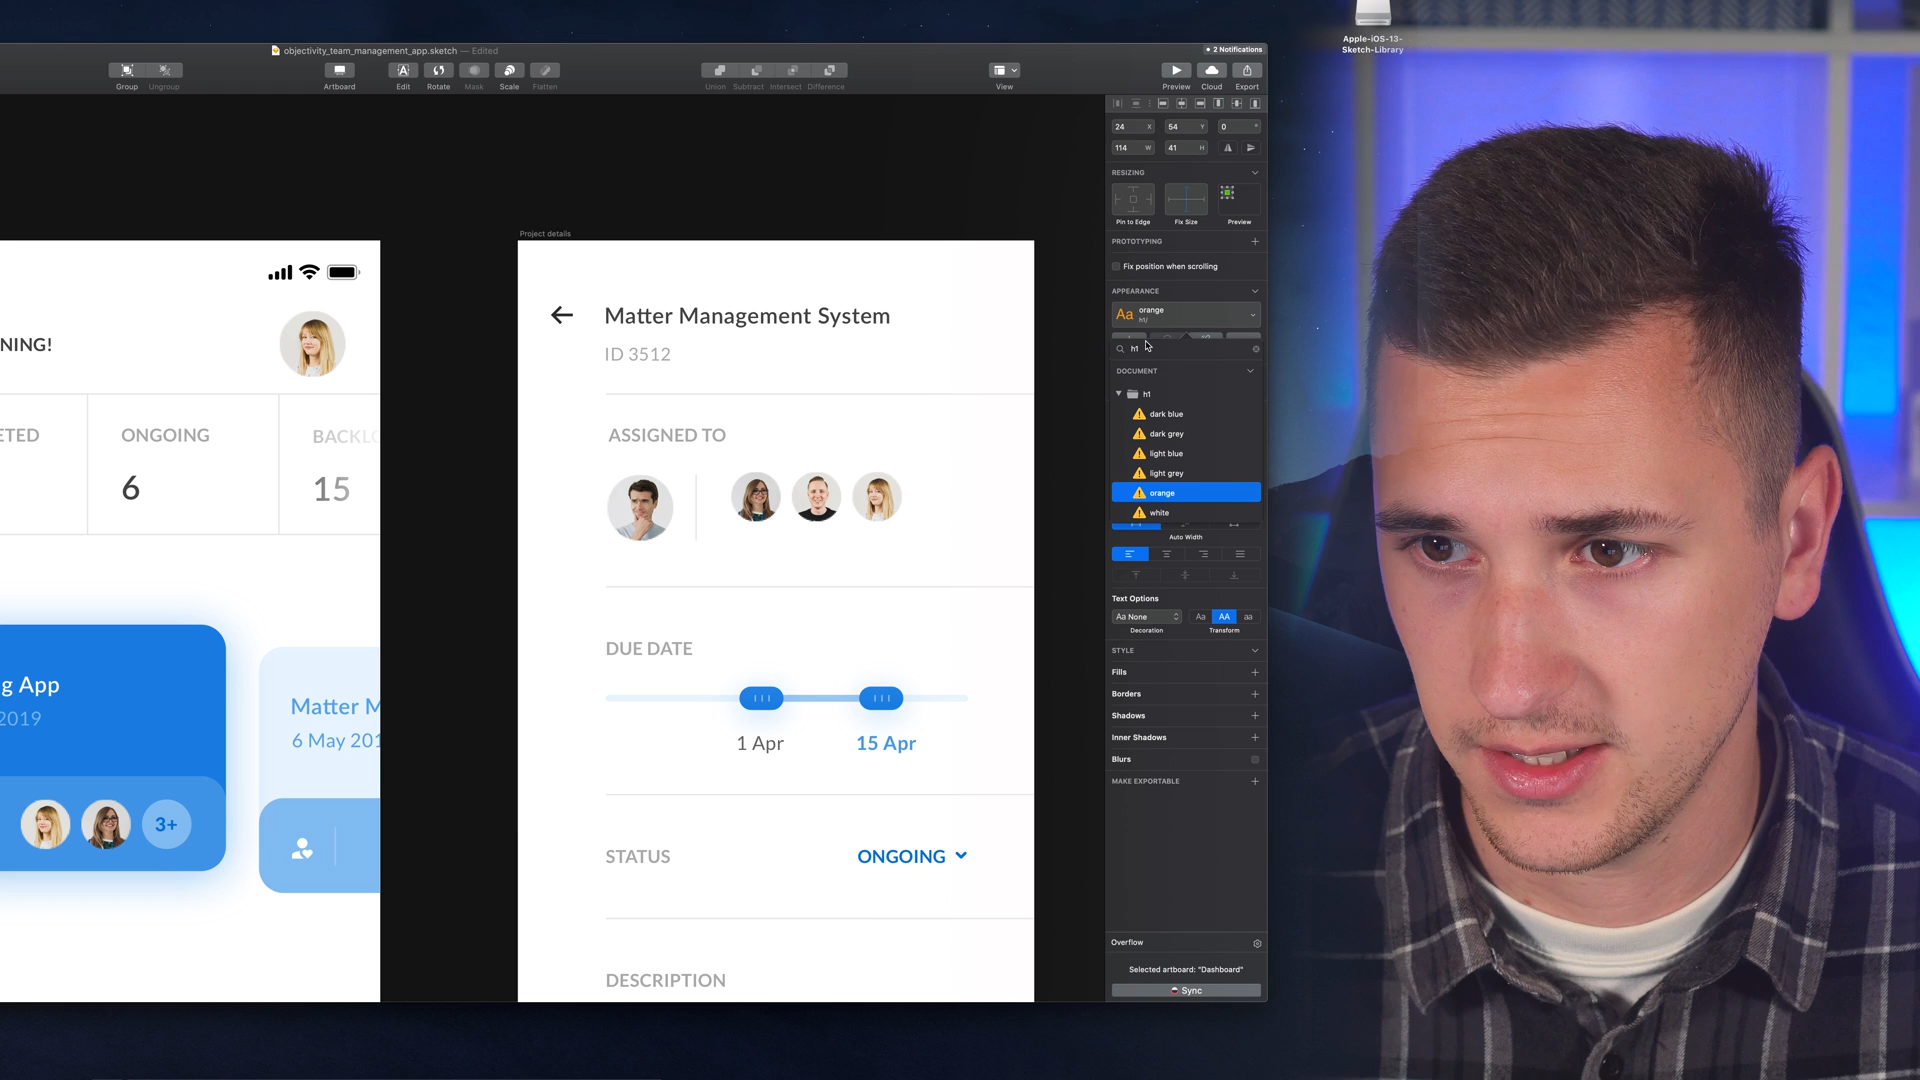 objectivity_team_management_app.sketch — Edited
2 Notifications
Group
Ungroup
Artboard
Edit
Rotate
Mask
Scale
Flatten
Union
Subtract
Intersect
Difference
View
Preview
Cloud
Export
Apple-iOS-13-
Sketch-Library
24 X
54 Y
0 °
114 W
41 H
RESIZING
Pin to Edge
Fix Size
Preview
PROTOTYPING
Fix position when scrolling
APPEARANCE
Aa
orange
h1/
h1
DOCUMENT
h1
dark blue
dark grey
light blue
light grey
orange
white
Auto Width
Text Options
Aa None
Aa AA aa
Decoration
Transform
STYLE
Fills
Borders
Shadows
Inner Shadows
Blurs
MAKE EXPORTABLE
Overflow
Selected artboard: "Dashboard"
Sync
NING!
ETED
ONGOING
BACKLO
6
15
g App
2019
3+
Matter M
6 May 201
Project details
Matter Management System
ID 3512
ASSIGNED TO
DUE DATE
1 Apr
15 Apr
STATUS
ONGOING
DESCRIPTION